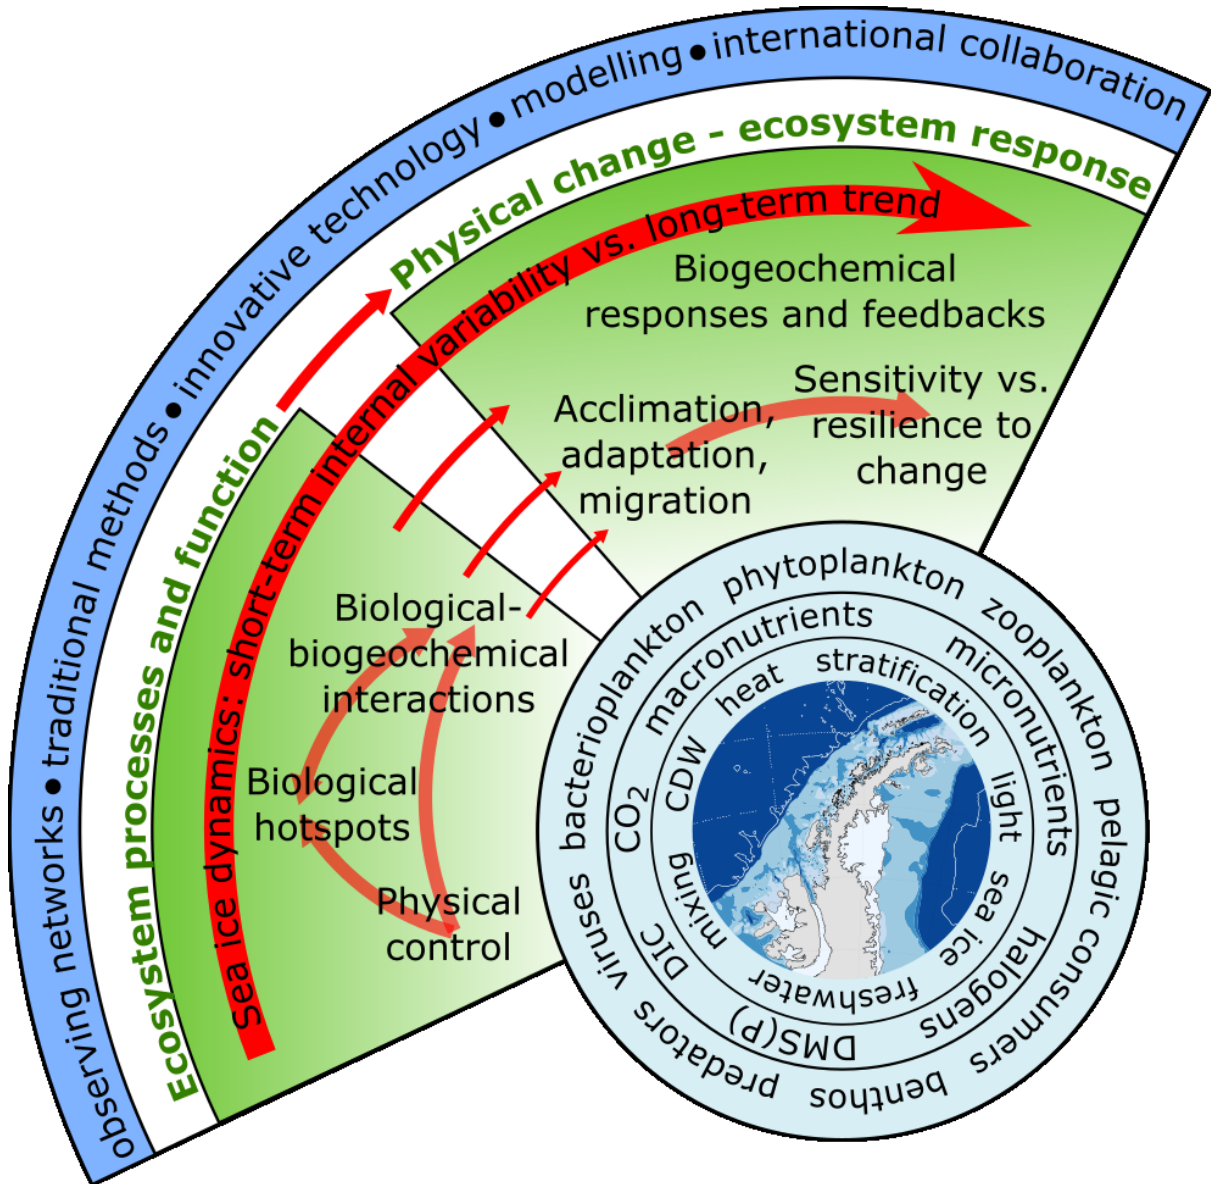 observing networks • traditional methods • innovative technology • modelling • international collaboration
Ecosystem processes and function
Physical change - ecosystem response
Sea ice dynamics: short-term internal variability vs. long-term trend
Biogeochemical
responses and feedbacks
Sensitivity vs.
resilience to
change
Acclimation,
adaptation,
migration
Biological-
biogeochemical
interactions
Biological
hotspots
Physical
control
viruses bacterioplankton phytoplankton zooplankton pelagic consumers benthos predators
DIC CO2 macronutrients micronutrients halogens DMS(P)
mixing CDW heat stratification light sea ice freshwater